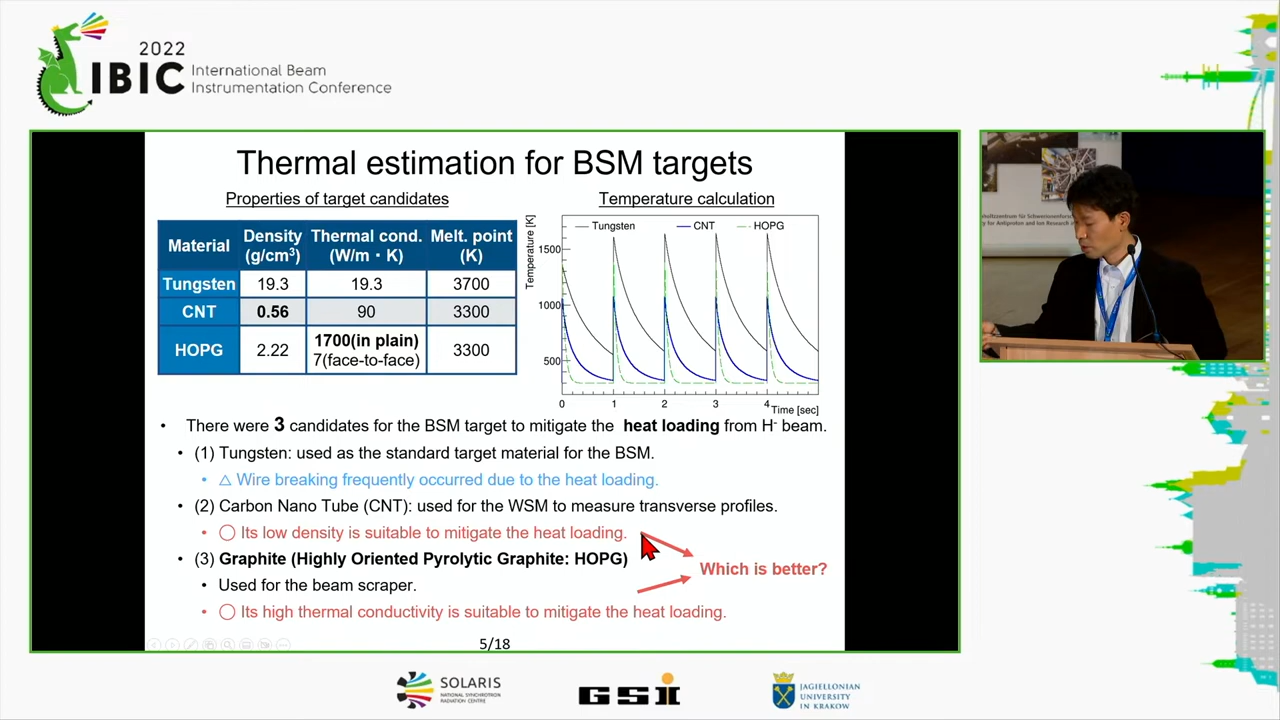 2022
IBIC
International Beam
Instrumentation Conference
Thermal estimation for BSM targets
Properties of target candidates
Material Density (g/cm³) Thermal cond. (W/m・K) Melt. point (K)
Tungsten 19.3 19.3 3700
CNT 0.56 90 3300
HOPG 2.22 1700(in plain) 7(face-to-face) 3300
Temperature calculation
Temperature [K]
Tungsten CNT HOPG
1500
1000
500
0 1 2 3 4 Time [sec]
• There were 3 candidates for the BSM target to mitigate the heat loading from H⁻ beam.
• (1) Tungsten: used as the standard target material for the BSM.
• △ Wire breaking frequently occurred due to the heat loading.
• (2) Carbon Nano Tube (CNT): used for the WSM to measure transverse profiles.
• ◯ Its low density is suitable to mitigate the heat loading.
• (3) Graphite (Highly Oriented Pyrolytic Graphite: HOPG)
Which is better?
• Used for the beam scraper.
• ◯ Its high thermal conductivity is suitable to mitigate the heat loading.
5/18
SOLARIS
NATIONAL SYNCHROTRON
RADIATION CENTRE
GSI
JAGIELLONIAN
UNIVERSITY
IN KRAKOW